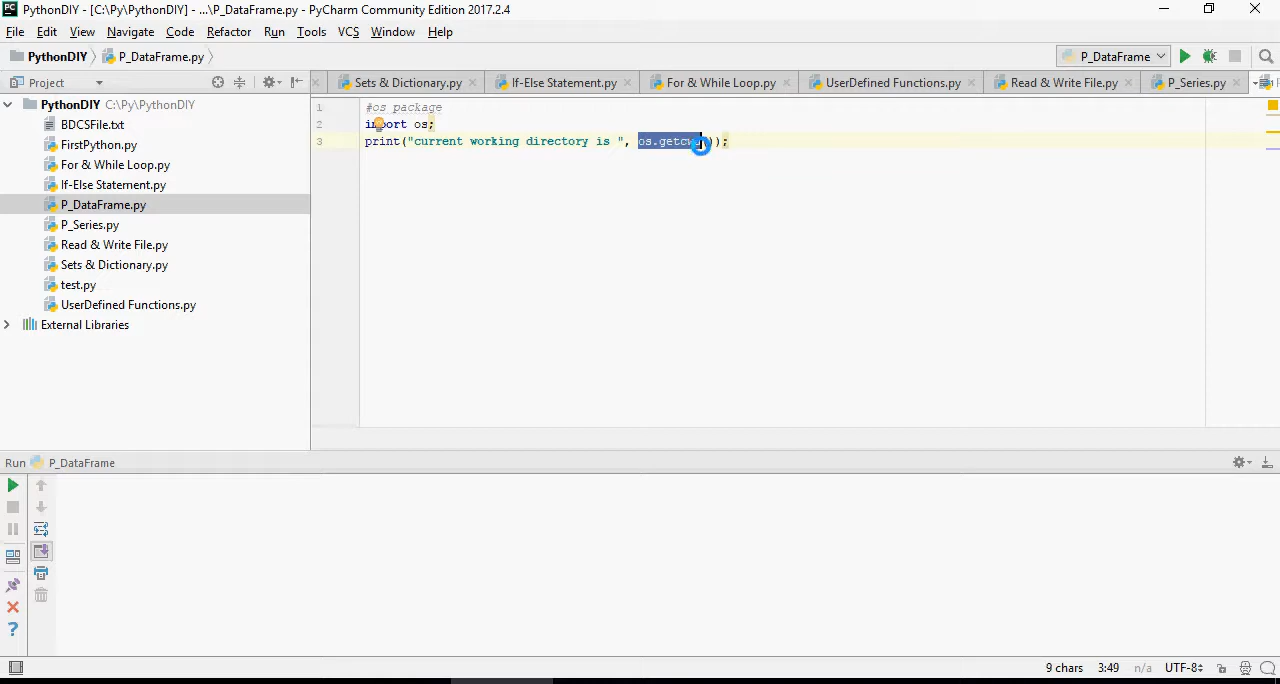 PC PythonDIY - [C:\Py\PythonDIY] - ...\P_DataFrame.py - PyCharm Community Edition 2017.2.4
File Edit View Navigate Code Refactor Run Tools VCS Window Help
PythonDIY P_DataFrame.py P_DataFrame
Project Sets & Dictionary.py If-Else Statement.py For & While Loop.py UserDefined Functions.py Read & Write File.py P_Series.py
PythonDIY C:\Py\PythonDIY
BDCSFile.txt
FirstPython.py
For & While Loop.py
If-Else Statement.py
P_DataFrame.py
P_Series.py
Read & Write File.py
Sets & Dictionary.py
test.py
UserDefined Functions.py
External Libraries
1 #os package
2 import os;
3 print("current working directory is ", os.getcw));
Run P_DataFrame
9 chars 3:49 n/a UTF-8